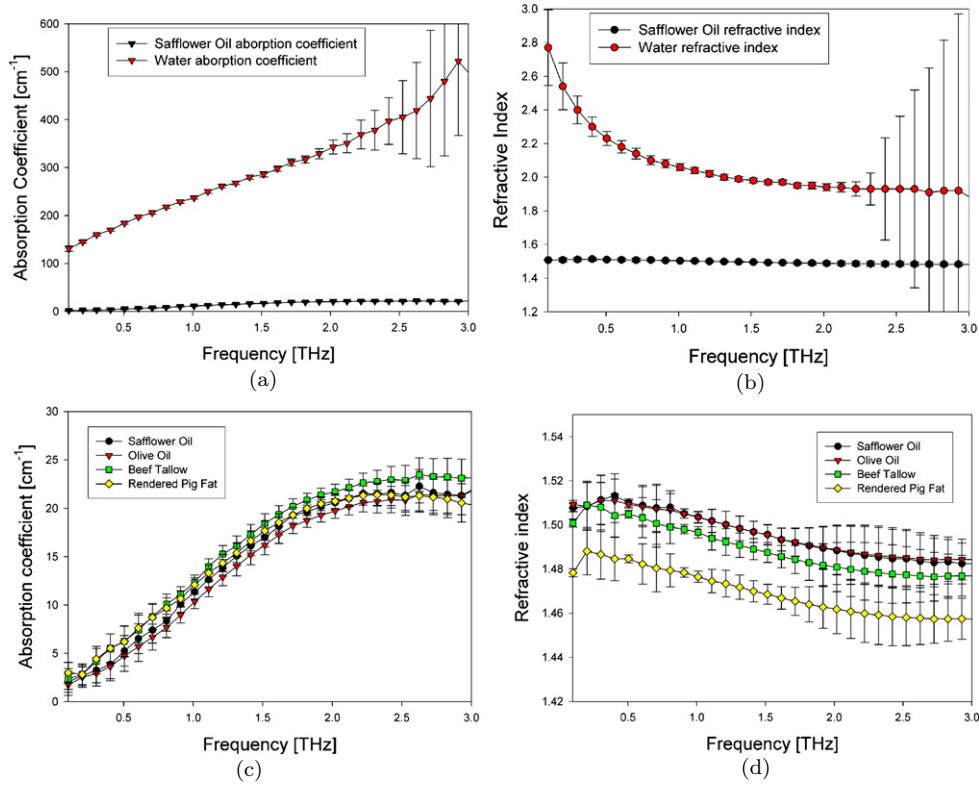 600
500
400
300
200
100
0
Absorption Coefficient [cm⁻¹]
Safflower Oil aborption coefficient
Water aborption coefficient
0.5 1.0 1.5 2.0 2.5 3.0
Frequency [THz]
(a)
3.0
2.8
2.6
2.4
2.2
2.0
1.8
1.6
1.4
1.2
Refractive Index
Safflower Oil refractive index
Water refractive index
0.5 1.0 1.5 2.0 2.5 3.0
Frequency [THz]
(b)
30
25
20
15
10
5
0
Absorption coefficient [cm⁻¹]
Safflower Oil
Olive Oil
Beef Tallow
Rendered Pig Fat
0.5 1.0 1.5 2.0 2.5 3.0
Frequency [THz]
(c)
1.54
1.52
1.50
1.48
1.46
1.44
1.42
Refractive index
Safflower Oil
Olive Oil
Beef Tallow
Rendered Pig Fat
0.5 1.0 1.5 2.0 2.5 3.0
Frequency [THz]
(d)